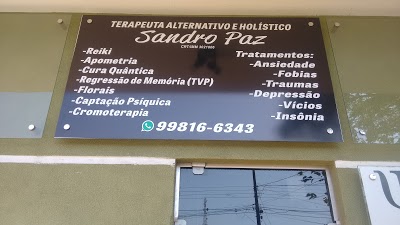 TERAPEUTA ALTERNATIVO E HOLÍSTICO
Sandro Paz
-Reiki
-Apometria
-Cura Quântica
-Regressão de Memória (TVP)
-Florais
-Captação Psíquica
-Cromoterapia
Tratamentos:
-Ansiedade
-Fobias
-Traumas
-Depressão
-Vícios
-Insônia
99816-6343